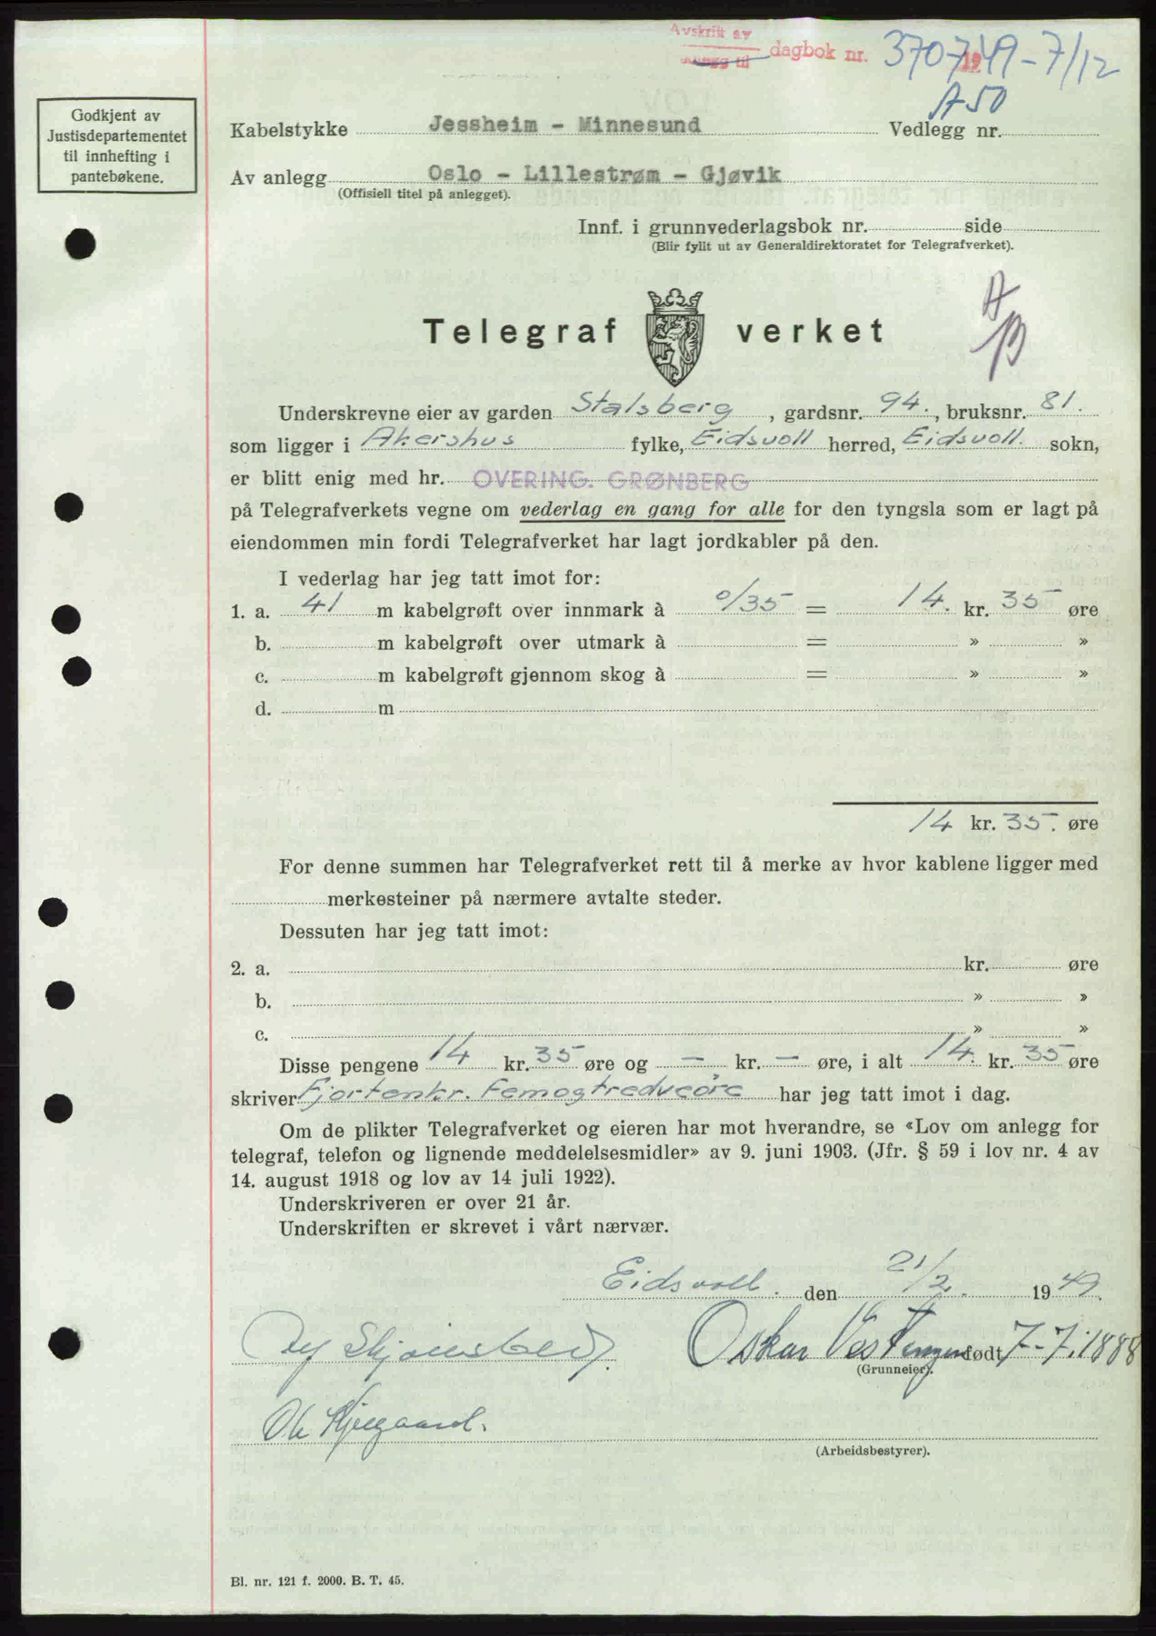 Avskrift av
dagbok nr. 3707 1949-7/12
A50
Godkjent av
Justisdepartementet
til innhefting i
pantebøkene.
Kabelstykke Jessheim - Minnesund Vedlegg nr.
Av anlegg Oslo - Lillestrøm - Gjøvik
(Offisiell titel på anlegget).
Innf. i grunnvederlagsbok nr. side
(Blir fylt ut av Generaldirektoratet for Telegrafverket).
Telegraf verket
Underskrevne eier av garden Stalsberg, gardsnr. 94., bruksnr. 81.
som ligger i Akershus fylke, Eidsvoll herred, Eidsvoll. sokn,
er blitt enig med hr. OVERING. GRØNBERG
på Telegrafverkets vegne om vederlag en gang for alle for den tyngsla som er lagt på
eiendommen min fordi Telegrafverket har lagt jordkabler på den.
I vederlag har jeg tatt imot for:
1. a. 41 m kabelgrøft over innmark à 0/35 = 14. kr. 35 øre
b. m kabelgrøft over utmark à = » »
c. m kabelgrøft gjennom skog à = » »
d. m
14 kr. 35. øre
For denne summen har Telegrafverket rett til å merke av hvor kablene ligger med
merkesteiner på nærmere avtalte steder.
Dessuten har jeg tatt imot:
2. a. kr. øre
b. » »
c. » »
Disse pengene 14 kr. 35 øre og — kr. — øre, i alt 14. kr. 35 øre
skriver Fjortenkr. Femogtredveøre har jeg tatt imot i dag.
Om de plikter Telegrafverket og eieren har mot hverandre, se «Lov om anlegg for
telegraf, telefon og lignende meddelelsesmidler» av 9. juni 1903. (Jfr. § 59 i lov nr. 4 av
14. august 1918 og lov av 14 juli 1922).
Underskriveren er over 21 år.
Underskriften er skrevet i vårt nærvær.
Eidsvoll. den 21/2. 1949
Oskar født 7-7.1888
(Grunneier).
Ole Kjelgaard.
(Arbeidsbestyrer).
Bl. nr. 121 f. 2000. B. T. 45.